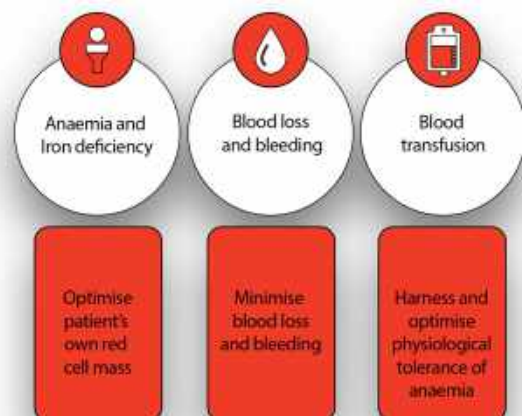 Anaemia and
Iron deficiency
Blood loss
and bleeding
Blood
transfusion
Optimise
patient's
own red
cell mass
Minimise
blood loss
and bleeding
Harness and
optimise
physiological
tolerance of
anaemia